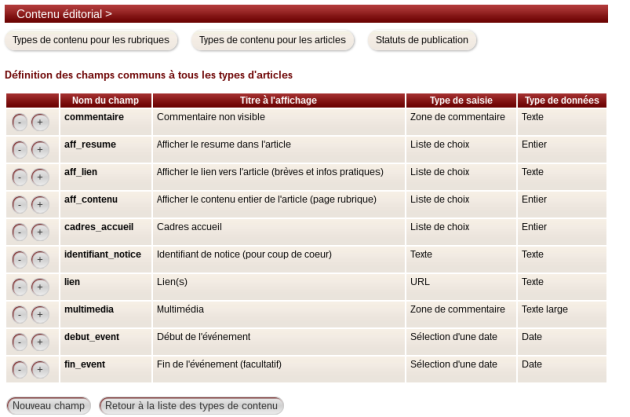 Contenu éditorial >
Types de contenu pour les rubriques Types de contenu pour les articles Statuts de publication
Définition des champs communs à tous les types d'articles
Nom du champ Titre à l'affichage Type de saisie Type de données
- + commentaire Commentaire non visible Zone de commentaire Texte
- + aff_resume Afficher le resume dans l'article Liste de choix Entier
- + aff_lien Afficher le lien vers l'article (brèves et infos pratiques) Liste de choix Texte
- + aff_contenu Afficher le contenu entier de l'article (page rubrique) Liste de choix Entier
- + cadres_accueil Cadres accueil Liste de choix Entier
- + identifiant_notice Identifiant de notice (pour coup de coeur) Texte Texte
- + lien Lien(s) URL Texte
- + multimedia Multimédia Zone de commentaire Texte large
- + debut_event Début de l'événement Sélection d'une date Date
- + fin_event Fin de l'événement (facultatif) Sélection d'une date Date
Nouveau champ Retour à la liste des types de contenu